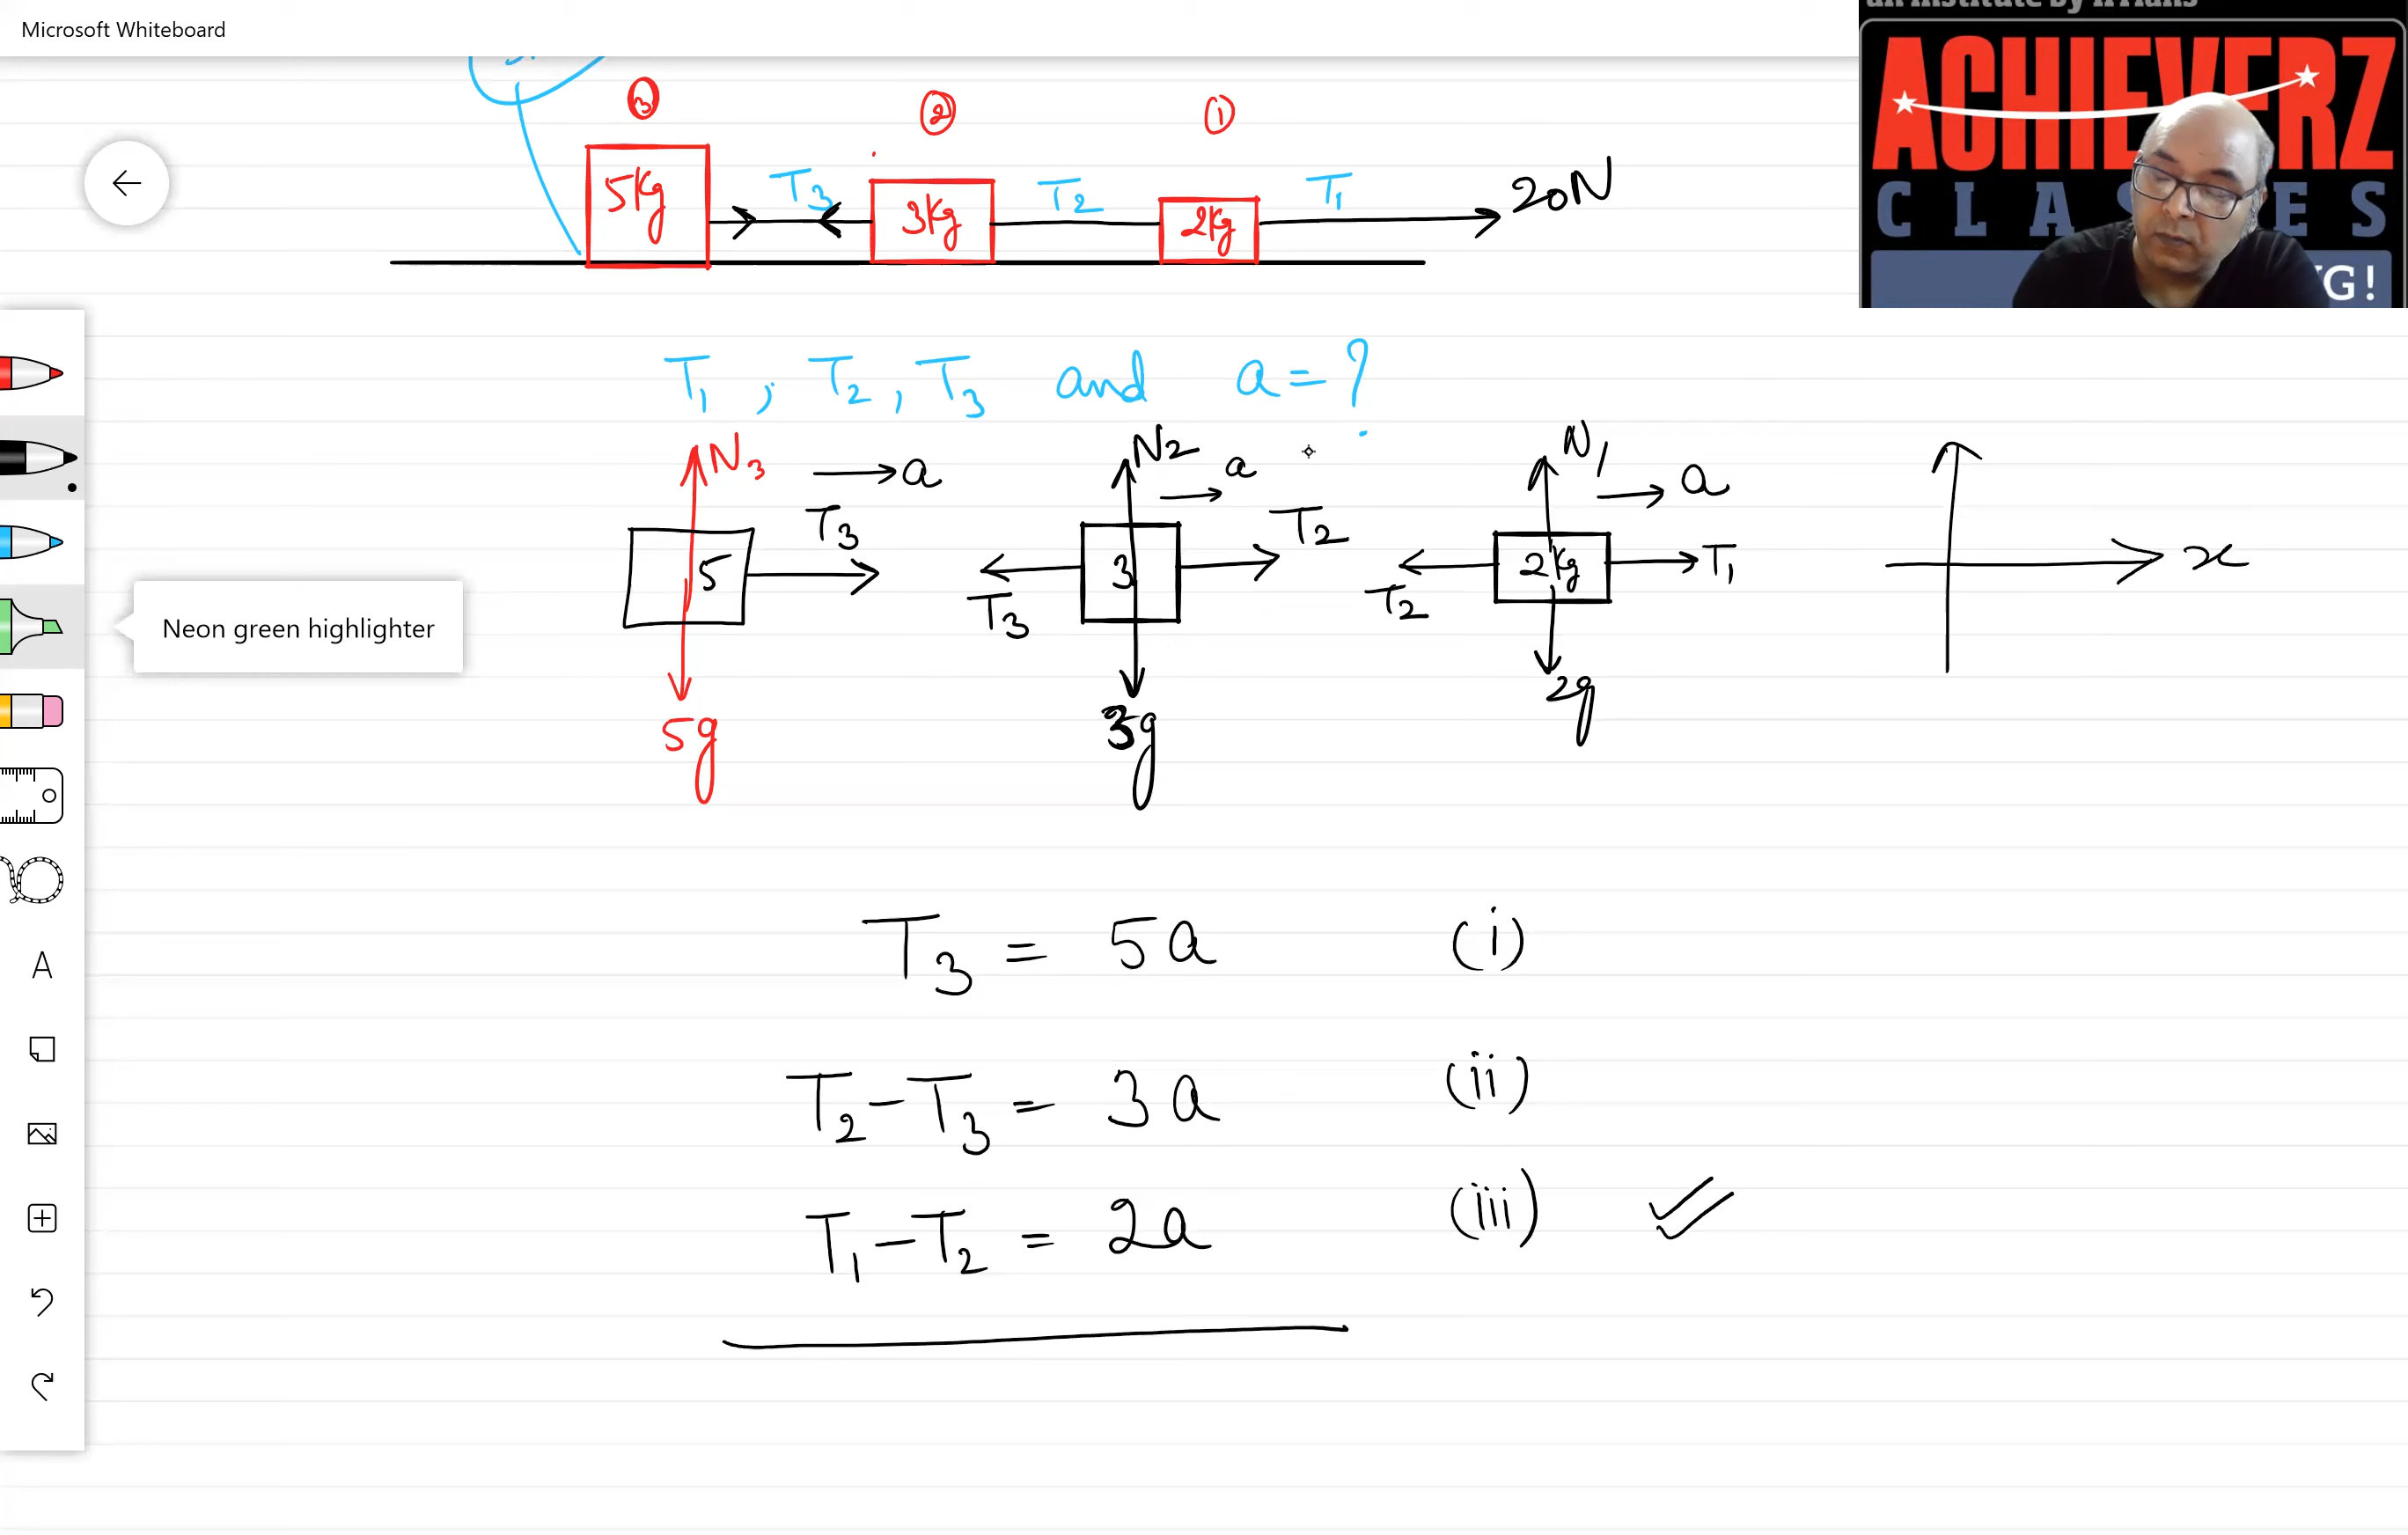 Microsoft Whiteboard
ACHIEVERZ
CLASSES
G!
③ ② ①
5Kg T3 3Kg T2 2Kg T1 20N
T1 ; T2, T3 and a = ?
N3 a N2 a N1 a
5 T3 T3 3 T2 T2 2Kg T1 x
5g 3g 2g
Neon green highlighter
A
T3 = 5a (i)
T2 - T3 = 3a (ii)
T1 - T2 = 2a (iii)